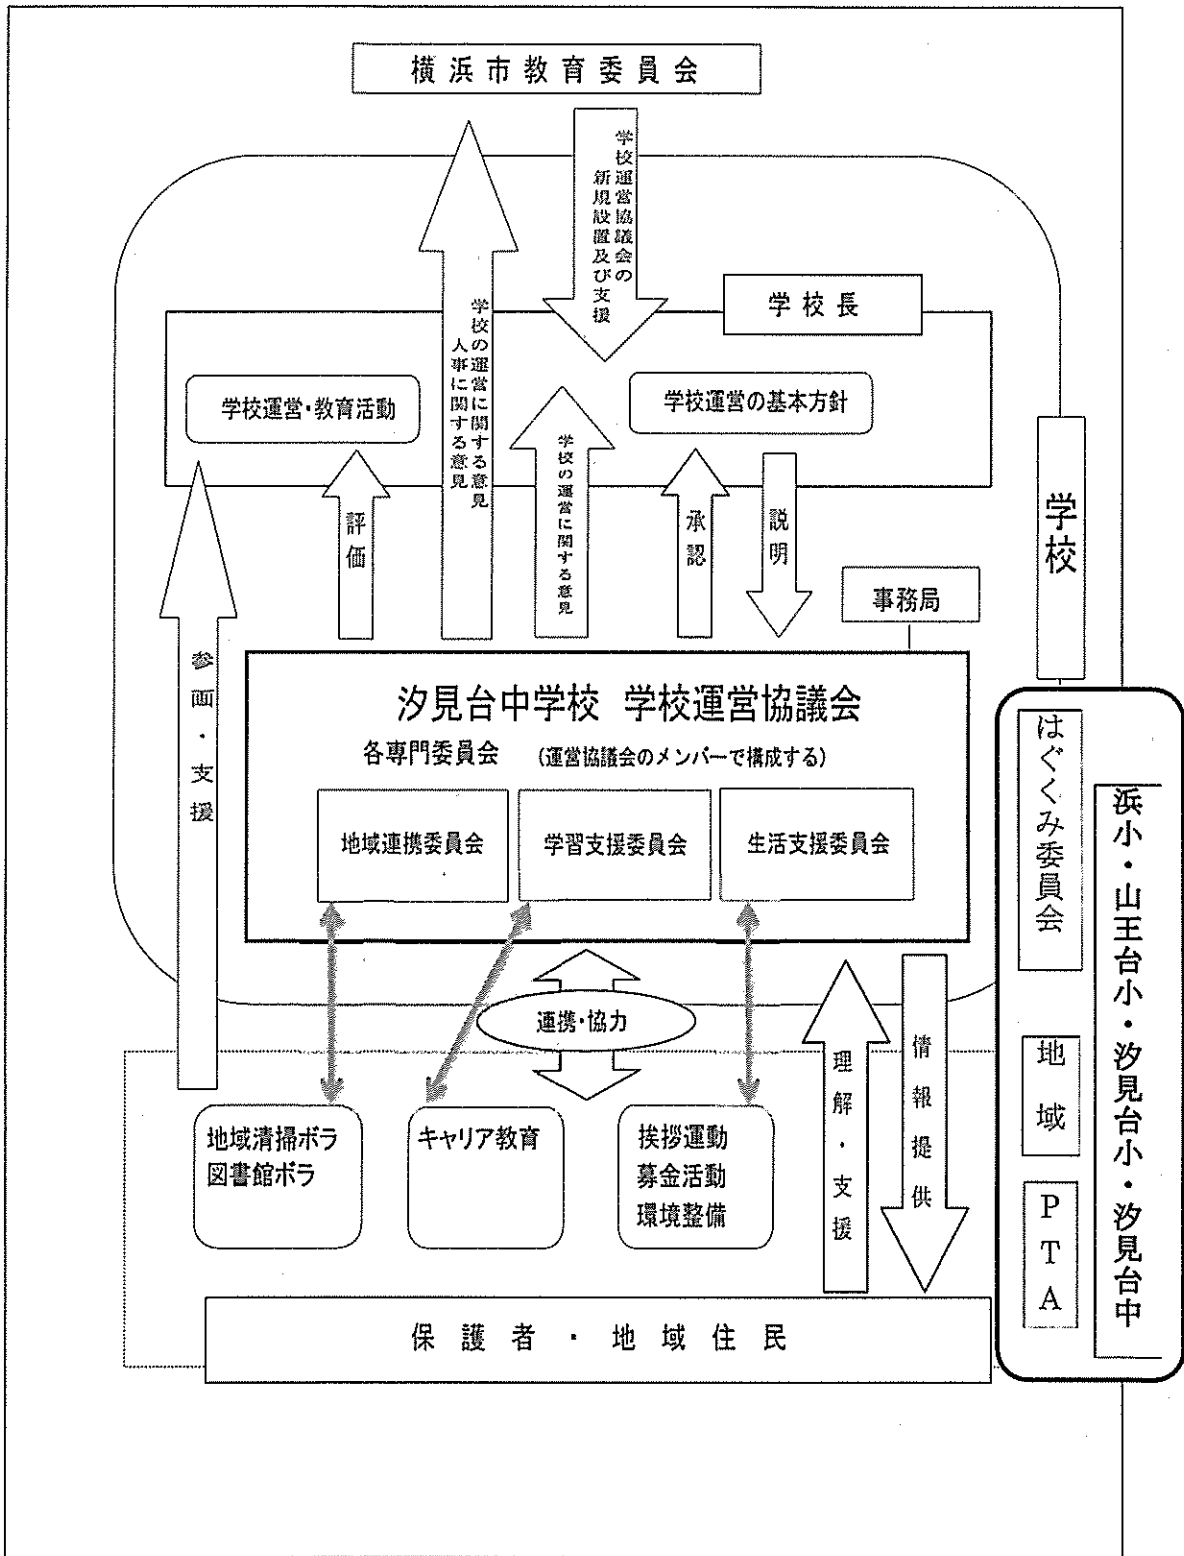 横浜市教育委員会
学校運営協議会の
新規設置及び支援
学校の運営に関する意見
人事に関する意見
学校長
学校運営・教育活動
学校運営の基本方針
学校の運営に関する意見
評価
承認
説明
学校
事務局
参画・支援
汐見台中学校 学校運営協議会
各専門委員会 (運営協議会のメンバーで構成する)
地域連携委員会
学習支援委員会
生活支援委員会
はぐくみ委員会
浜小・山王台小・汐見台小・汐見台中
連携・協力
理解・支援
情報提供
地域
PTA
地域清掃ボラ
図書館ボラ
キャリア教育
挨拶運動
募金活動
環境整備
保護者・地域住民